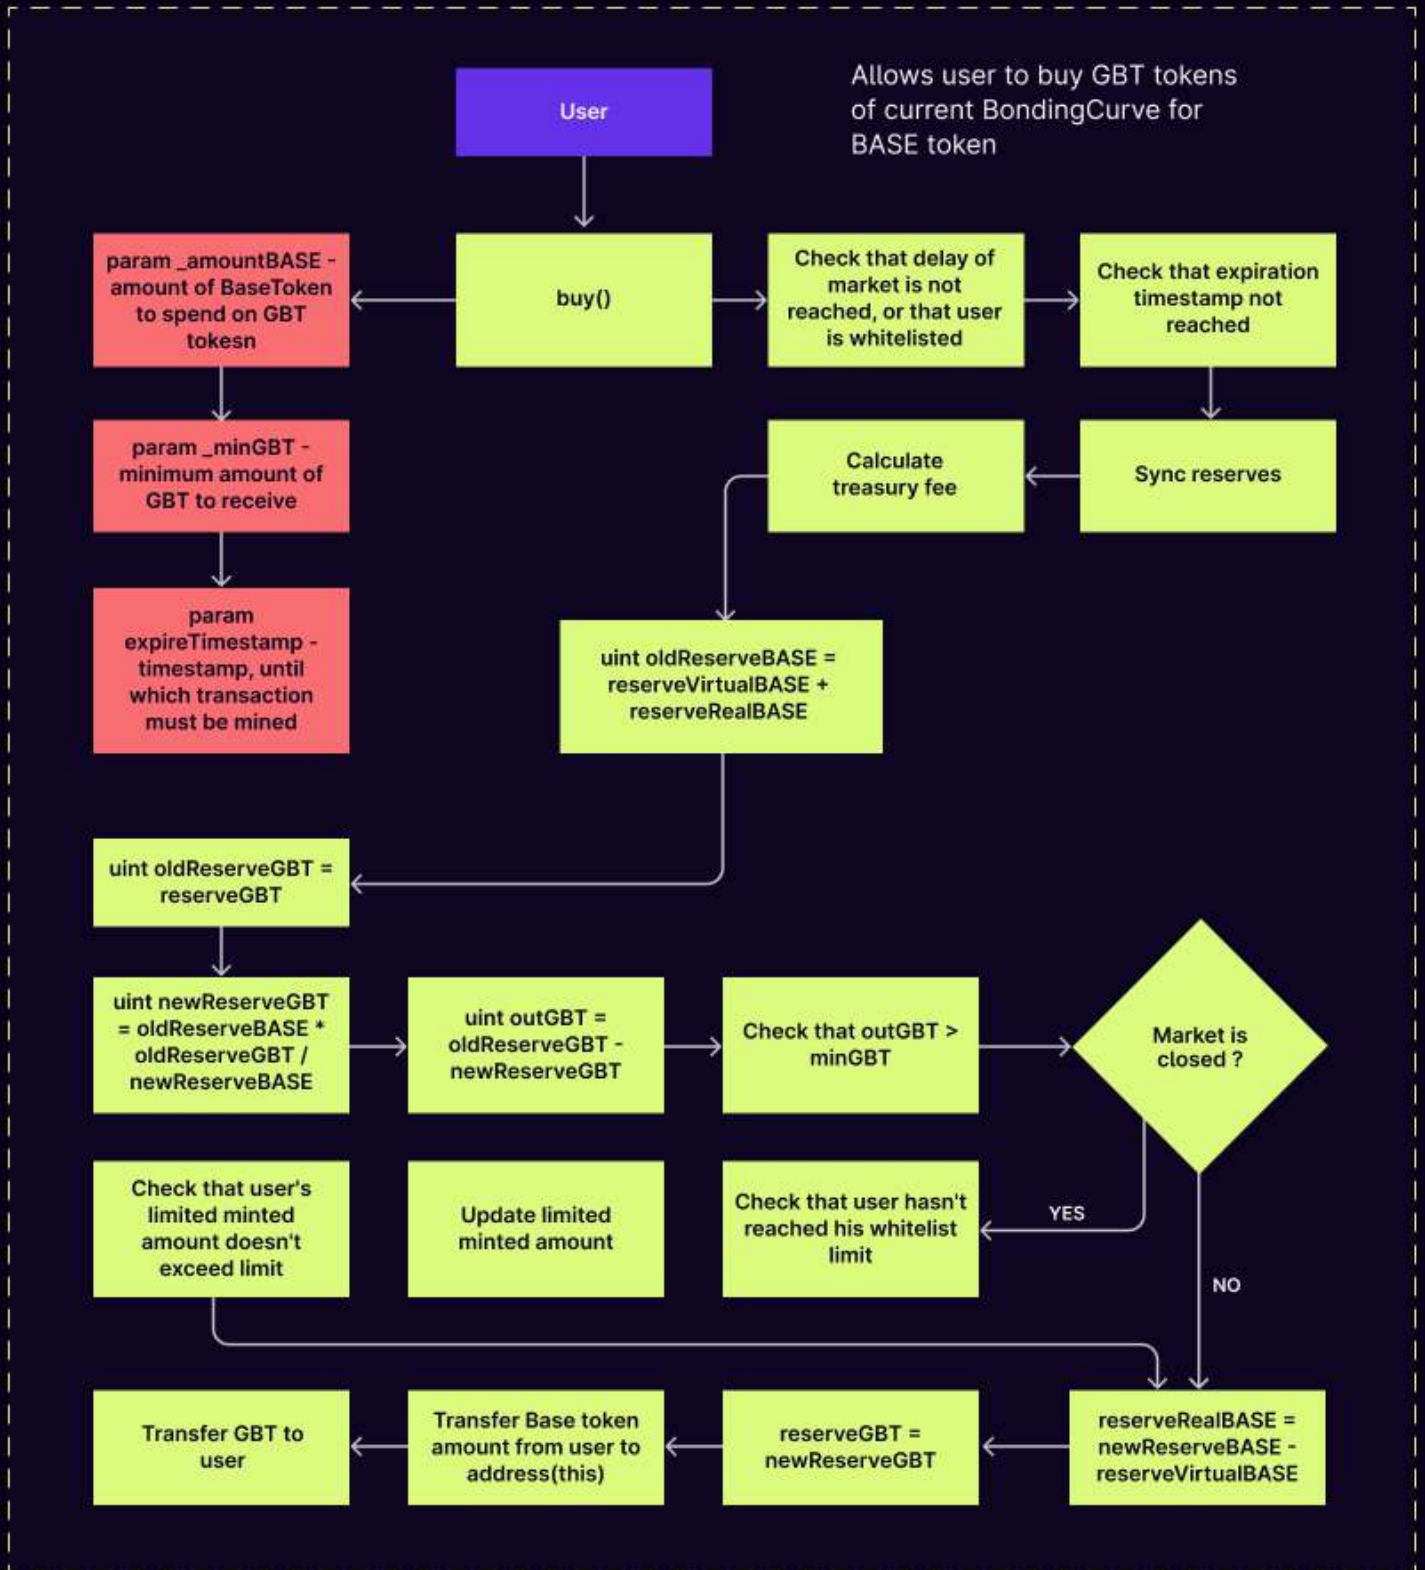 Allows user to buy GBT tokens
of current BondingCurve for
BASE token
User
param _amountBASE -
amount of BaseToken
to spend on GBT
tokesn
buy()
Check that delay of
market is not
reached, or that user
is whitelisted
Check that expiration
timestamp not
reached
param _minGBT -
minimum amount of
GBT to receive
Calculate
treasury fee
Sync reserves
param
expireTimestamp -
timestamp, until
which transaction
must be mined
uint oldReserveBASE =
reserveVirtualBASE +
reserveRealBASE
uint oldReserveGBT =
reserveGBT
uint newReserveGBT
= oldReserveBASE *
oldReserveGBT /
newReserveBASE
uint outGBT =
oldReserveGBT -
newReserveGBT
Check that outGBT >
minGBT
Market is
closed ?
Check that user's
limited minted
amount doesn't
exceed limit
Update limited
minted amount
Check that user hasn't
reached his whitelist
limit
YES
NO
Transfer GBT to
user
Transfer Base token
amount from user to
address(this)
reserveGBT =
newReserveGBT
reserveRealBASE =
newReserveBASE -
reserveVirtualBASE